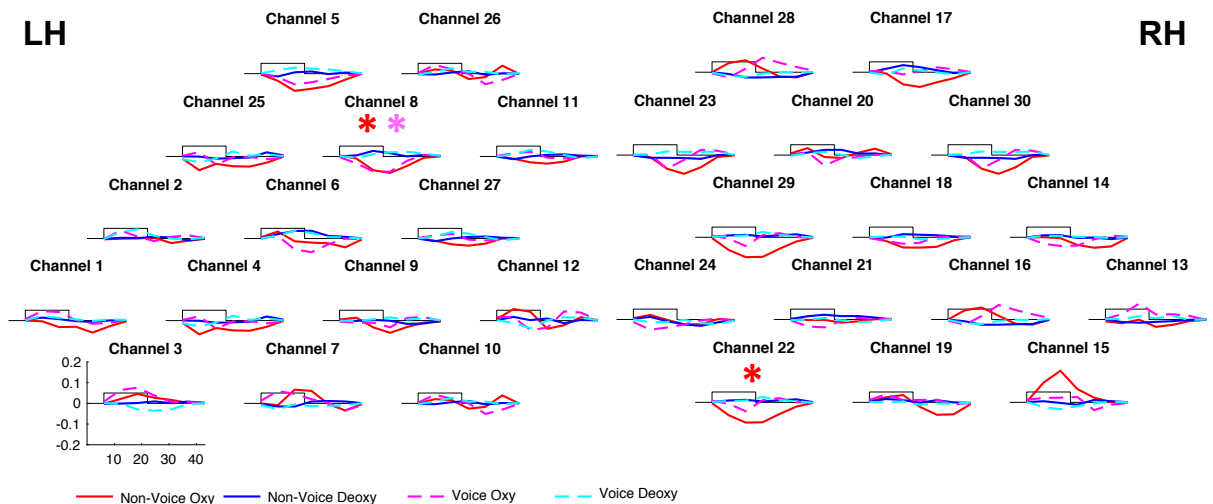 Channel 5 Channel 26 Channel 28 Channel 17
LH RH
Channel 25 Channel 8 Channel 11 Channel 23 Channel 20 Channel 30
* * 
Channel 2 Channel 6 Channel 27 Channel 29 Channel 18 Channel 14
Channel 1 Channel 4 Channel 9 Channel 12 Channel 24 Channel 21 Channel 16 Channel 13
Channel 3 Channel 7 Channel 10 Channel 22 Channel 19 Channel 15
*
0.2
0.1
0
-0.1
-0.2
10 20 30 40
Non-Voice Oxy Non-Voice Deoxy Voice Oxy Voice Deoxy